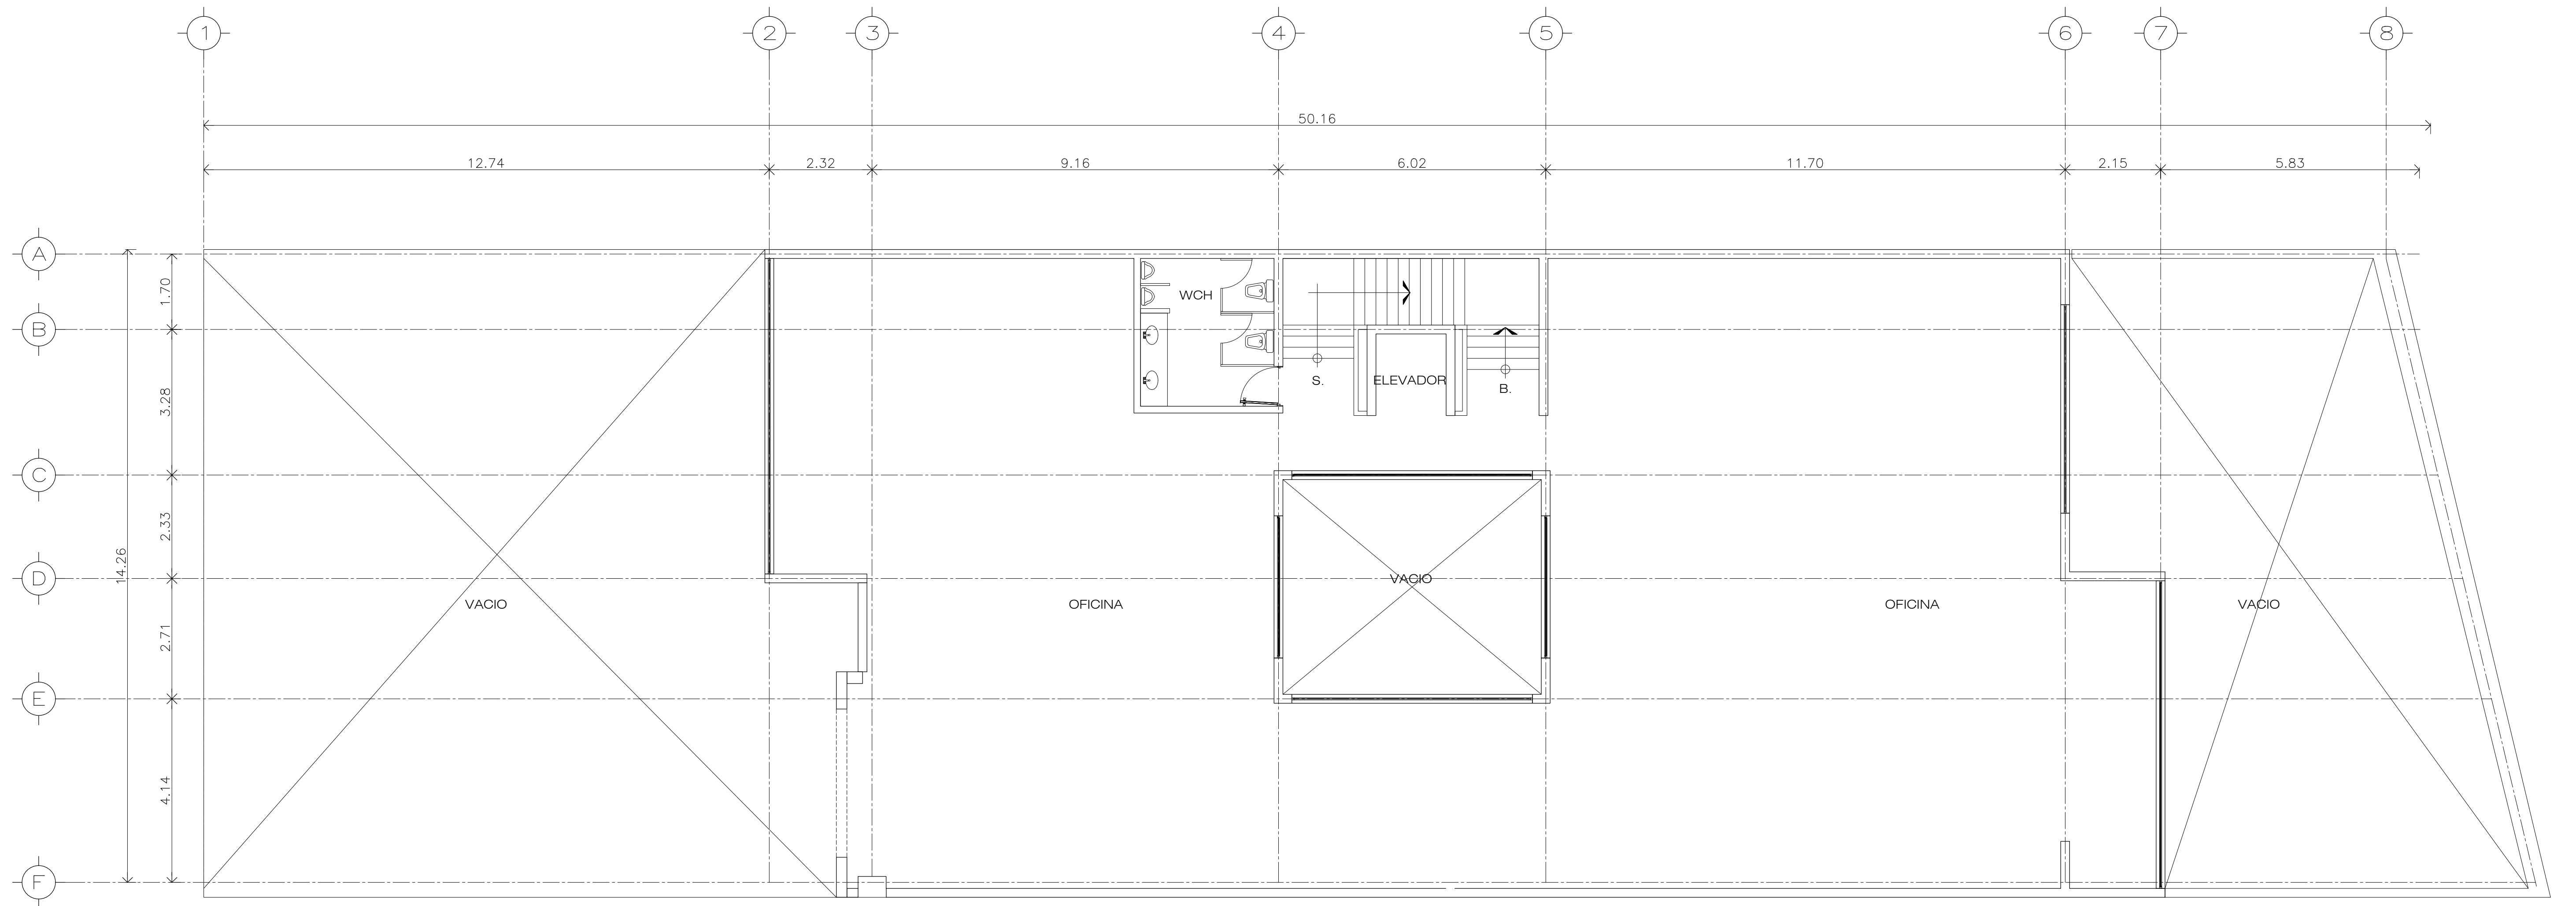 1 2 3 4 5 6 7 8
50.16
12.74 2.32 9.16 6.02 11.70 2.15 5.83
A
1.70
WCH
B
S. ELEVADOR B.
3.28
C
2.33
14.26
D
VACIO
VACIO OFICINA OFICINA VACIO
2.71
E
4.14
F